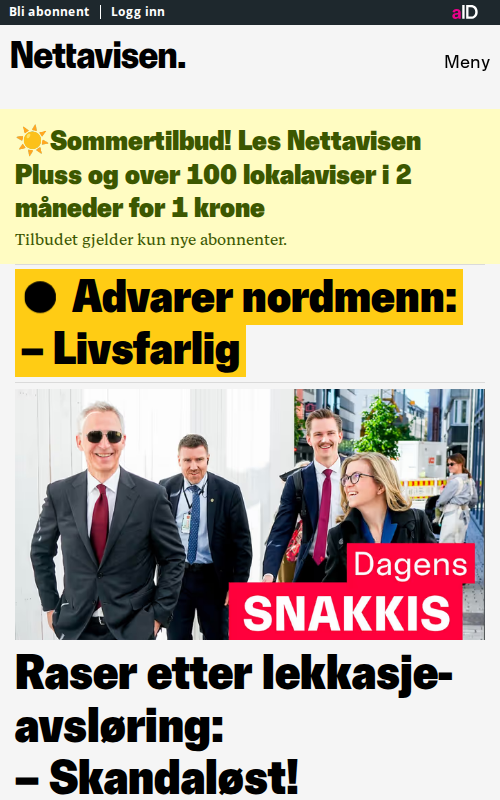 Bli abonnent | Logg inn
aID
Nettavisen.
Meny
☀️Sommertilbud! Les Nettavisen
Pluss og over 100 lokalaviser i 2
måneder for 1 krone
Tilbudet gjelder kun nye abonnenter.
● Advarer nordmenn:
– Livsfarlig
Dagens
SNAKKIS
Raser etter lekkasje-
avsløring:
– Skandaløst!